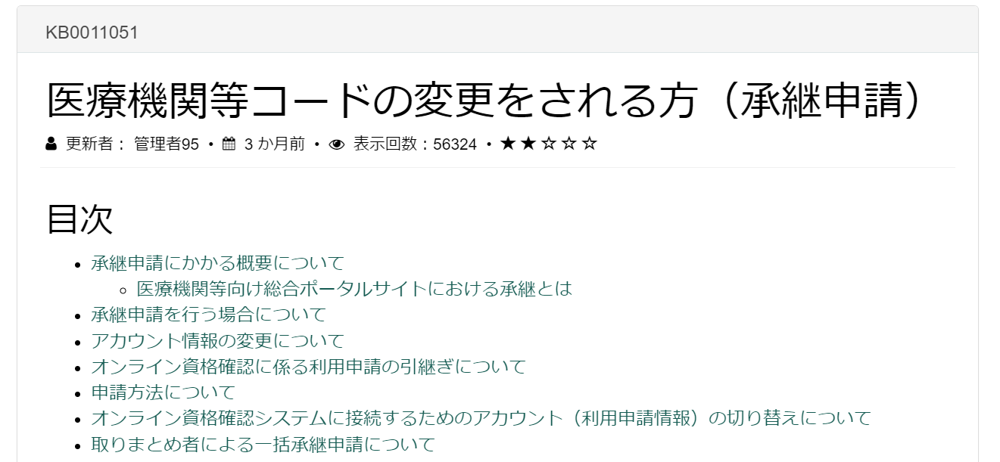 KB0011051
医療機関等コードの変更をされる方（承継申請）
更新者： 管理者95 • 3 か月前 • 表示回数：56324 • ★★☆☆☆
目次
• 承継申請にかかる概要について
○ 医療機関等向け総合ポータルサイトにおける承継とは
• 承継申請を行う場合について
• アカウント情報の変更について
• オンライン資格確認に係る利用申請の引継ぎについて
• 申請方法について
• オンライン資格確認システムに接続するためのアカウント（利用申請情報）の切り替えについて
• 取りまとめ者による一括承継申請について